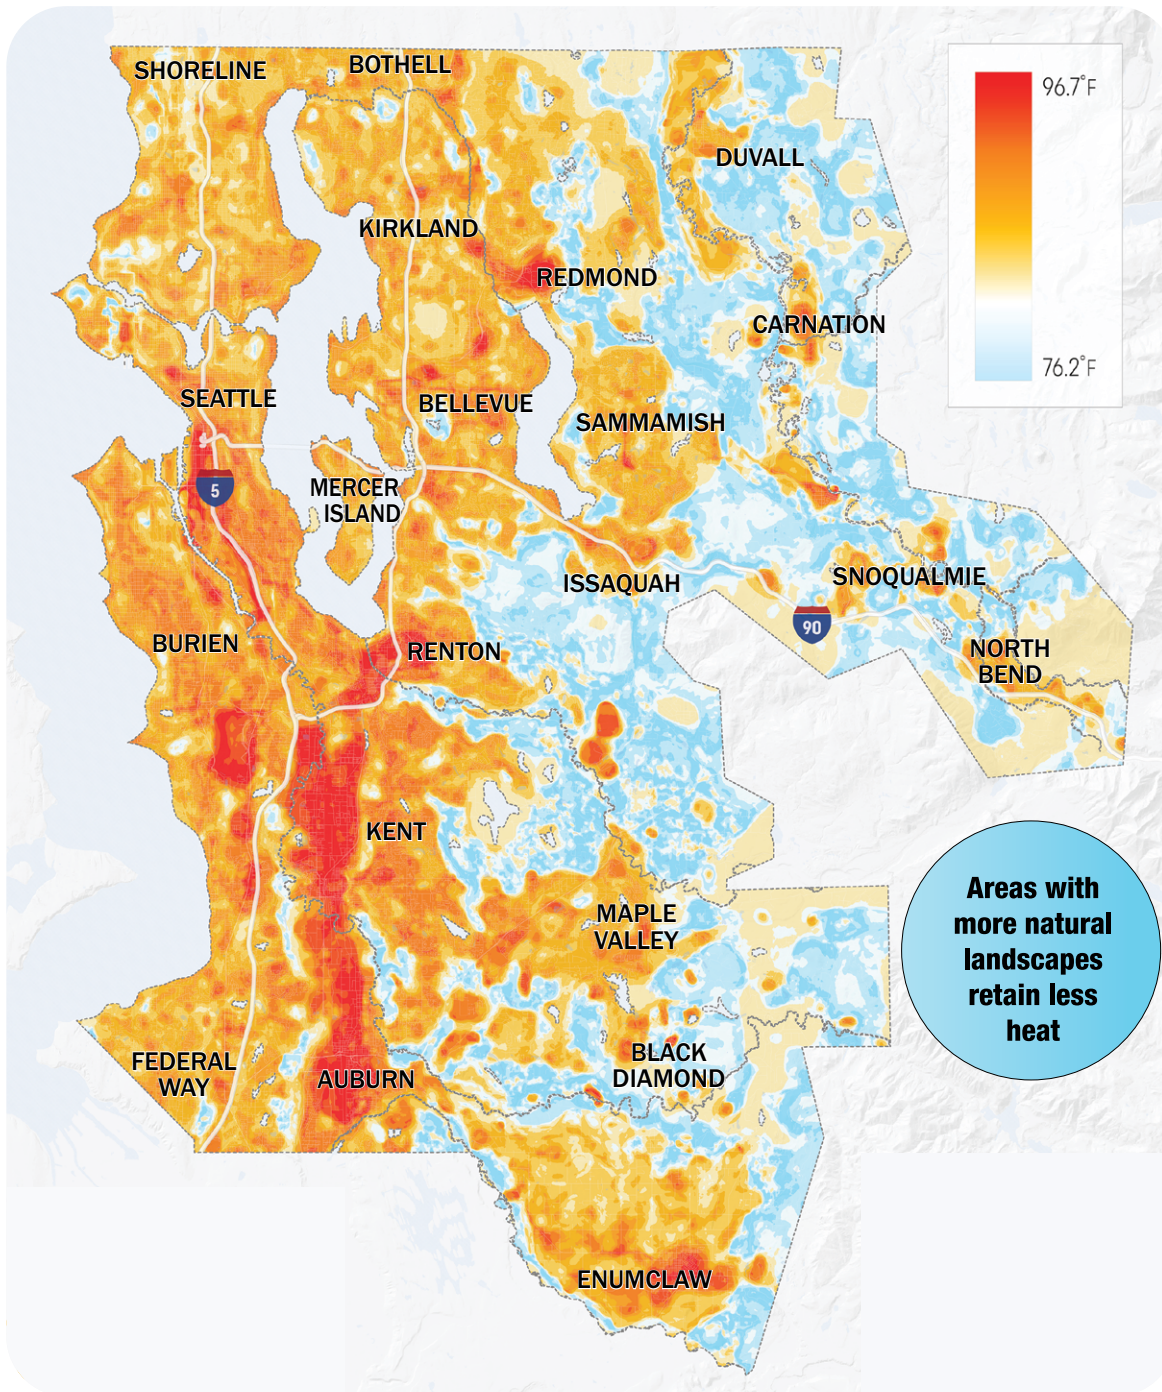 SHORELINE
BOTHELL
96.7°F
DUVALL
KIRKLAND
REDMOND
CARNATION
76.2°F
SEATTLE
BELLEVUE
SAMMAMISH
5
MERCER
ISLAND
ISSAQUAH
SNOQUALMIE
90
BURIEN
RENTON
NORTH
BEND
KENT
Areas with
more natural
landscapes
retain less
heat
MAPLE
VALLEY
FEDERAL
WAY
AUBURN
BLACK
DIAMOND
ENUMCLAW